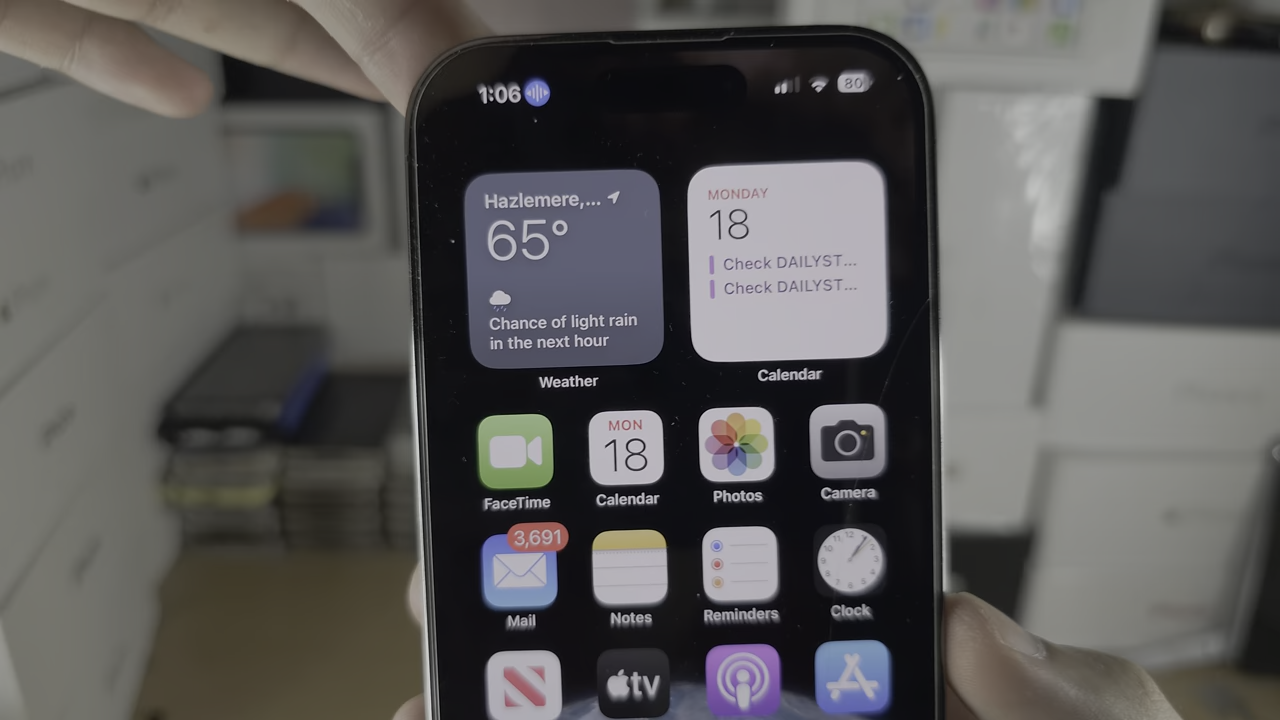 1:06
80
Hazlemere,...
65°
Chance of light rain
in the next hour
Weather
MONDAY
18
Check DAILYST...
Check DAILYST...
Calendar
MON
18
FaceTime
Calendar
Photos
Camera
3,691
Mail
Notes
Reminders
Clock
tv